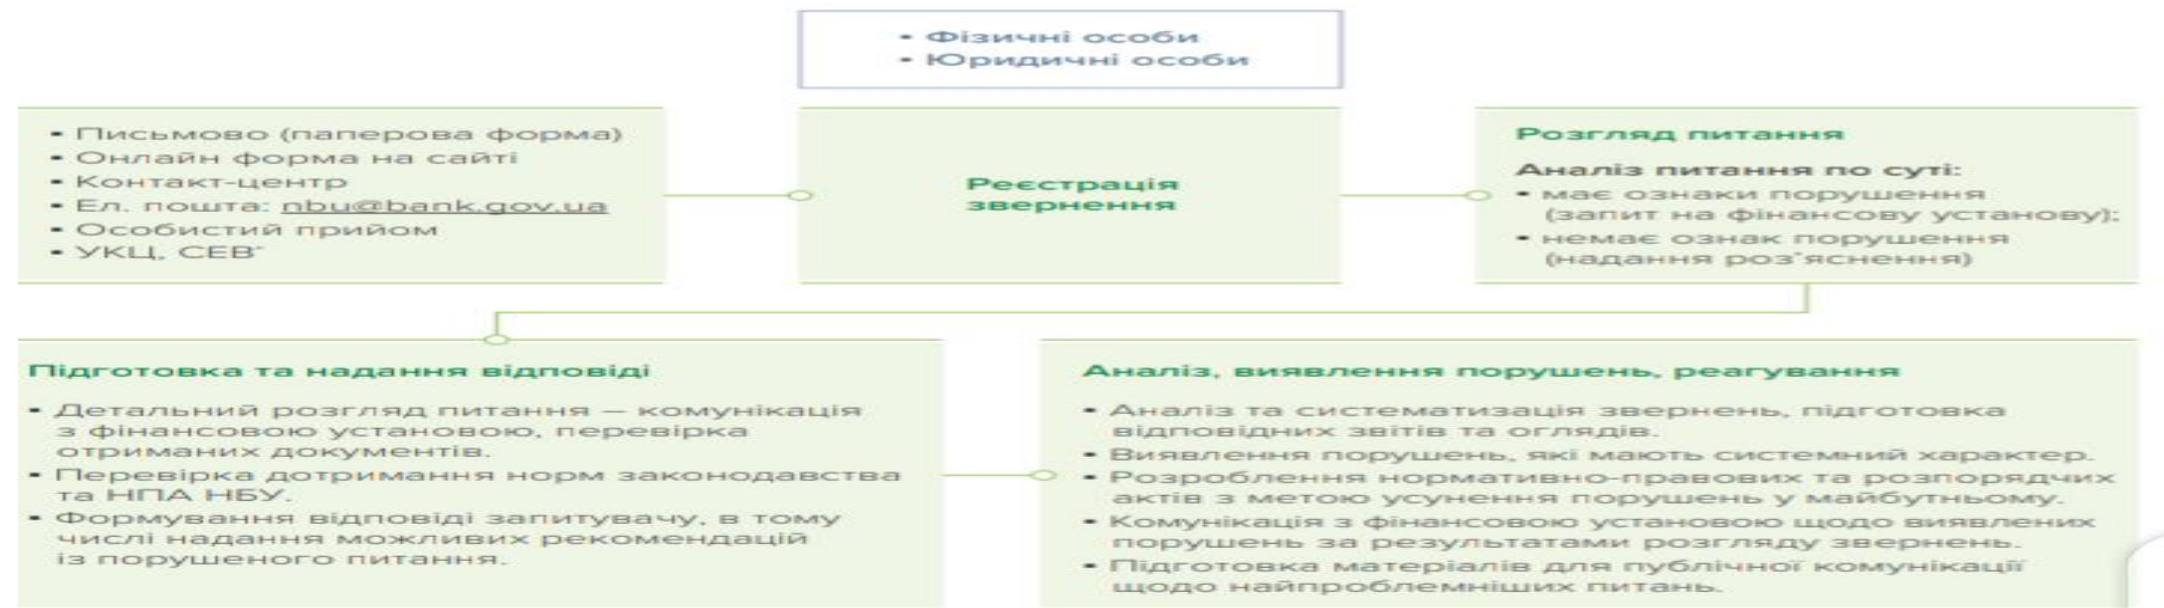 • Фізичні особи
• Юридичні особи
• Письмово (паперова форма)
• Онлайн форма на сайті
• Контакт-центр
• Ел. пошта: nbu@bank.gov.ua
• Особистий прийом
• УКЦ, СЕВ*
Реєстрація
звернення
Розгляд питання
Аналіз питання по суті:
• має ознаки порушення
(запит на фінансову установу);
• немає ознак порушення
(надання роз'яснення)
Підготовка та надання відповіді
• Детальний розгляд питання – комунікація
з фінансовою установою, перевірка
отриманих документів.
• Перевірка дотримання норм законодавства
та НПА НБУ.
• Формування відповіді запитувачу, в тому
числі надання можливих рекомендацій
із порушеного питання.
Аналіз, виявлення порушень, реагування
• Аналіз та систематизація звернень, підготовка
відповідних звітів та оглядів.
• Виявлення порушень, які мають системний характер.
• Розроблення нормативно-правових та розпорядчих
актів з метою усунення порушень у майбутньому.
• Комунікація з фінансовою установою щодо виявлених
порушень за результатами розгляду звернень.
• Підготовка матеріалів для публічної комунікації
щодо найпроблемніших питань.